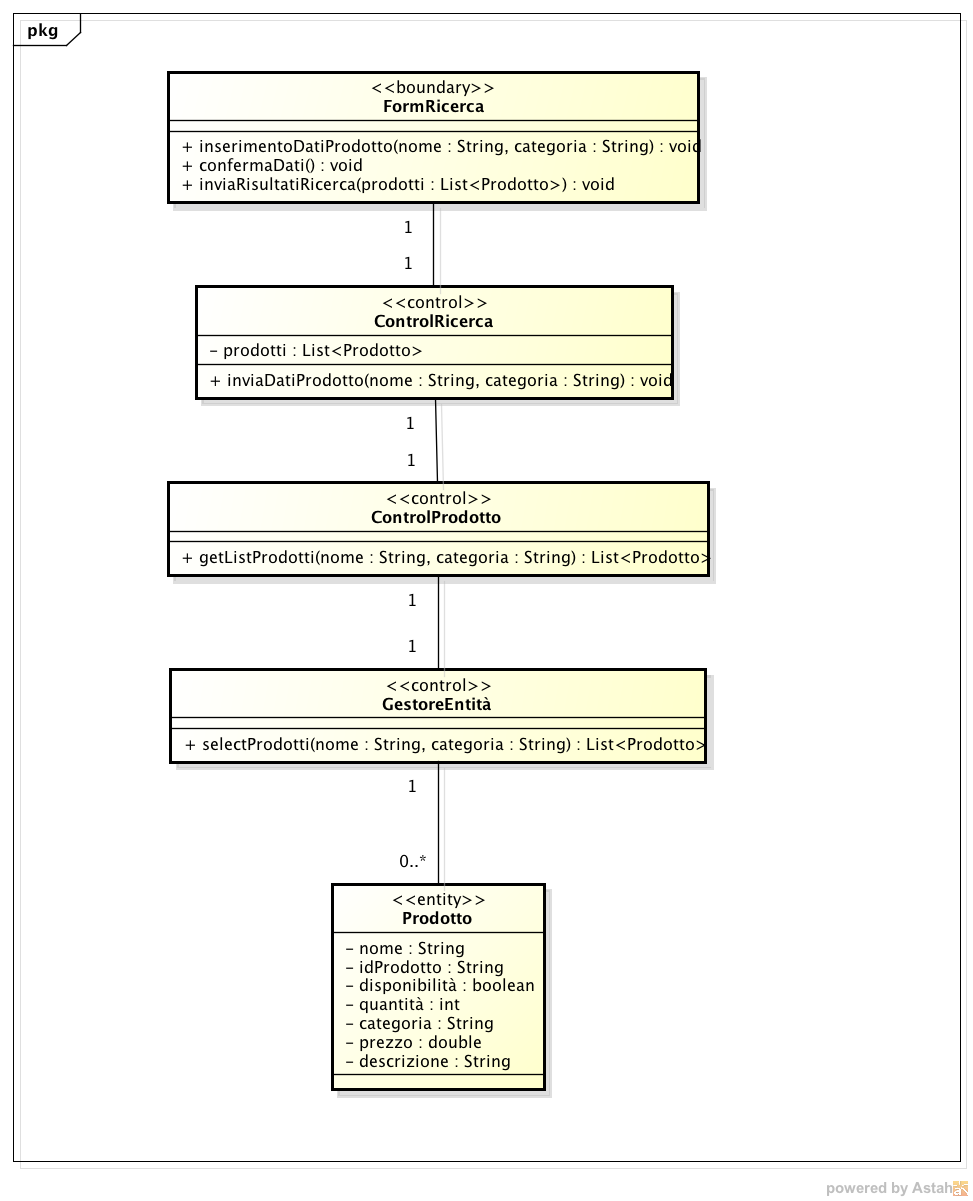 pkg
<<boundary>>
FormRicerca
+ inserimentoDatiProdotto(nome : String, categoria : String) : void
+ confermaDati() : void
+ inviaRisultatiRicerca(prodotti : List<Prodotto>) : void
1
1
<<control>>
ControlRicerca
- prodotti : List<Prodotto>
+ inviaDatiProdotto(nome : String, categoria : String) : void
1
1
<<control>>
ControlProdotto
+ getListProdotti(nome : String, categoria : String) : List<Prodotto>
1
1
<<control>>
GestoreEntità
+ selectProdotti(nome : String, categoria : String) : List<Prodotto>
1
0..*
<<entity>>
Prodotto
- nome : String
- idProdotto : String
- disponibilità : boolean
- quantità : int
- categoria : String
- prezzo : double
- descrizione : String
powered by Astah